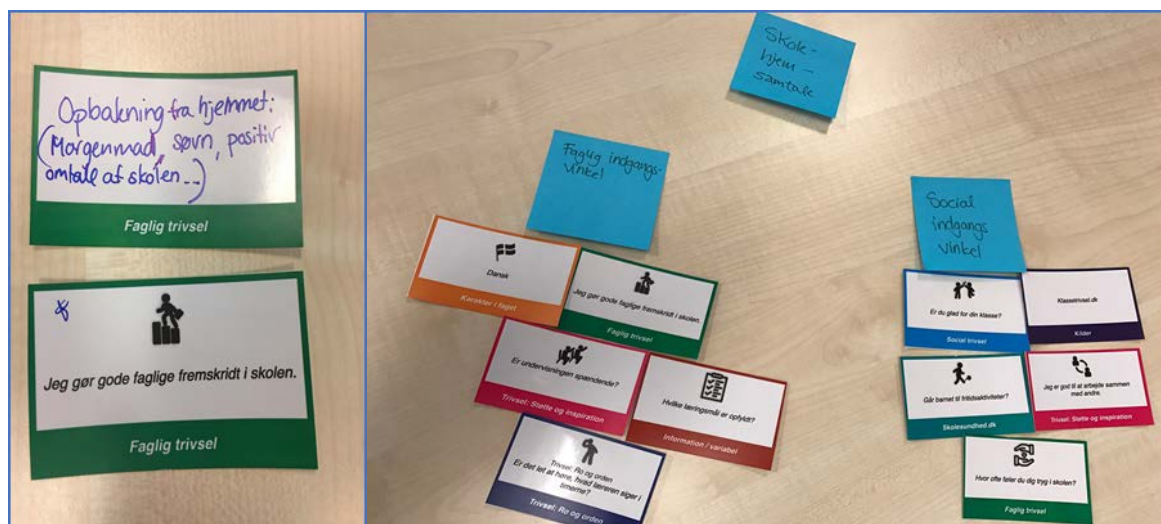 Opbakning fra hjemmet:
(Morgenmad, søvn, positiv
omtale af skolen...)
Faglig trivsel
Jeg gør gode faglige fremskridt i skolen.
Faglig trivsel
Skole-
hjem-
samtale
Faglig indgangs-
vinkel
Dansk
Karakter i faget
Jeg gør gode faglige fremskridt i skolen.
Faglig trivsel
Er undervisningen spændende?
Trivsel: Støtte og inspiration
Hvilke læringsmål er opfyldt?
Information / variabel
Trivsel: Ro og orden
Er det let at høre, hvad læreren siger i
timerne?
Trivsel: Ro og orden
Social
indgangs
vinkel
Er du glad for din klasse?
Social trivsel
Klassetrivsel.dk
Kilder
Går barnet til fritidsaktiviteter?
Skolesundhed.dk
Jeg er god til at arbejde sammen
med andre.
Trivsel: Støtte og inspiration
Hvor ofte føler du dig tryg i skolen?
Faglig trivsel